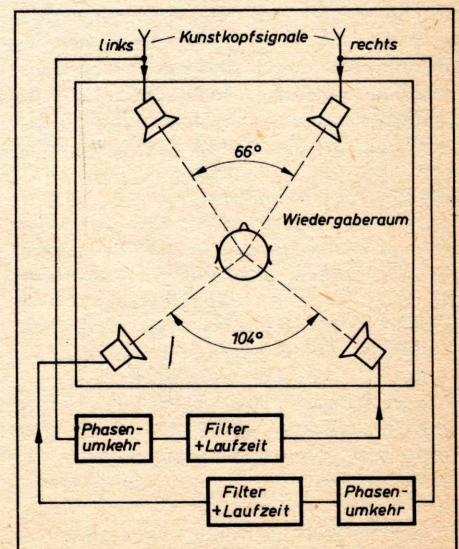 links Kunstkopfsignale rechts
66°
Wiedergaberaum
104°
Phasen-
umkehr
Filter
+Laufzeit
Filter
+Laufzeit
Phasen-
umkehr